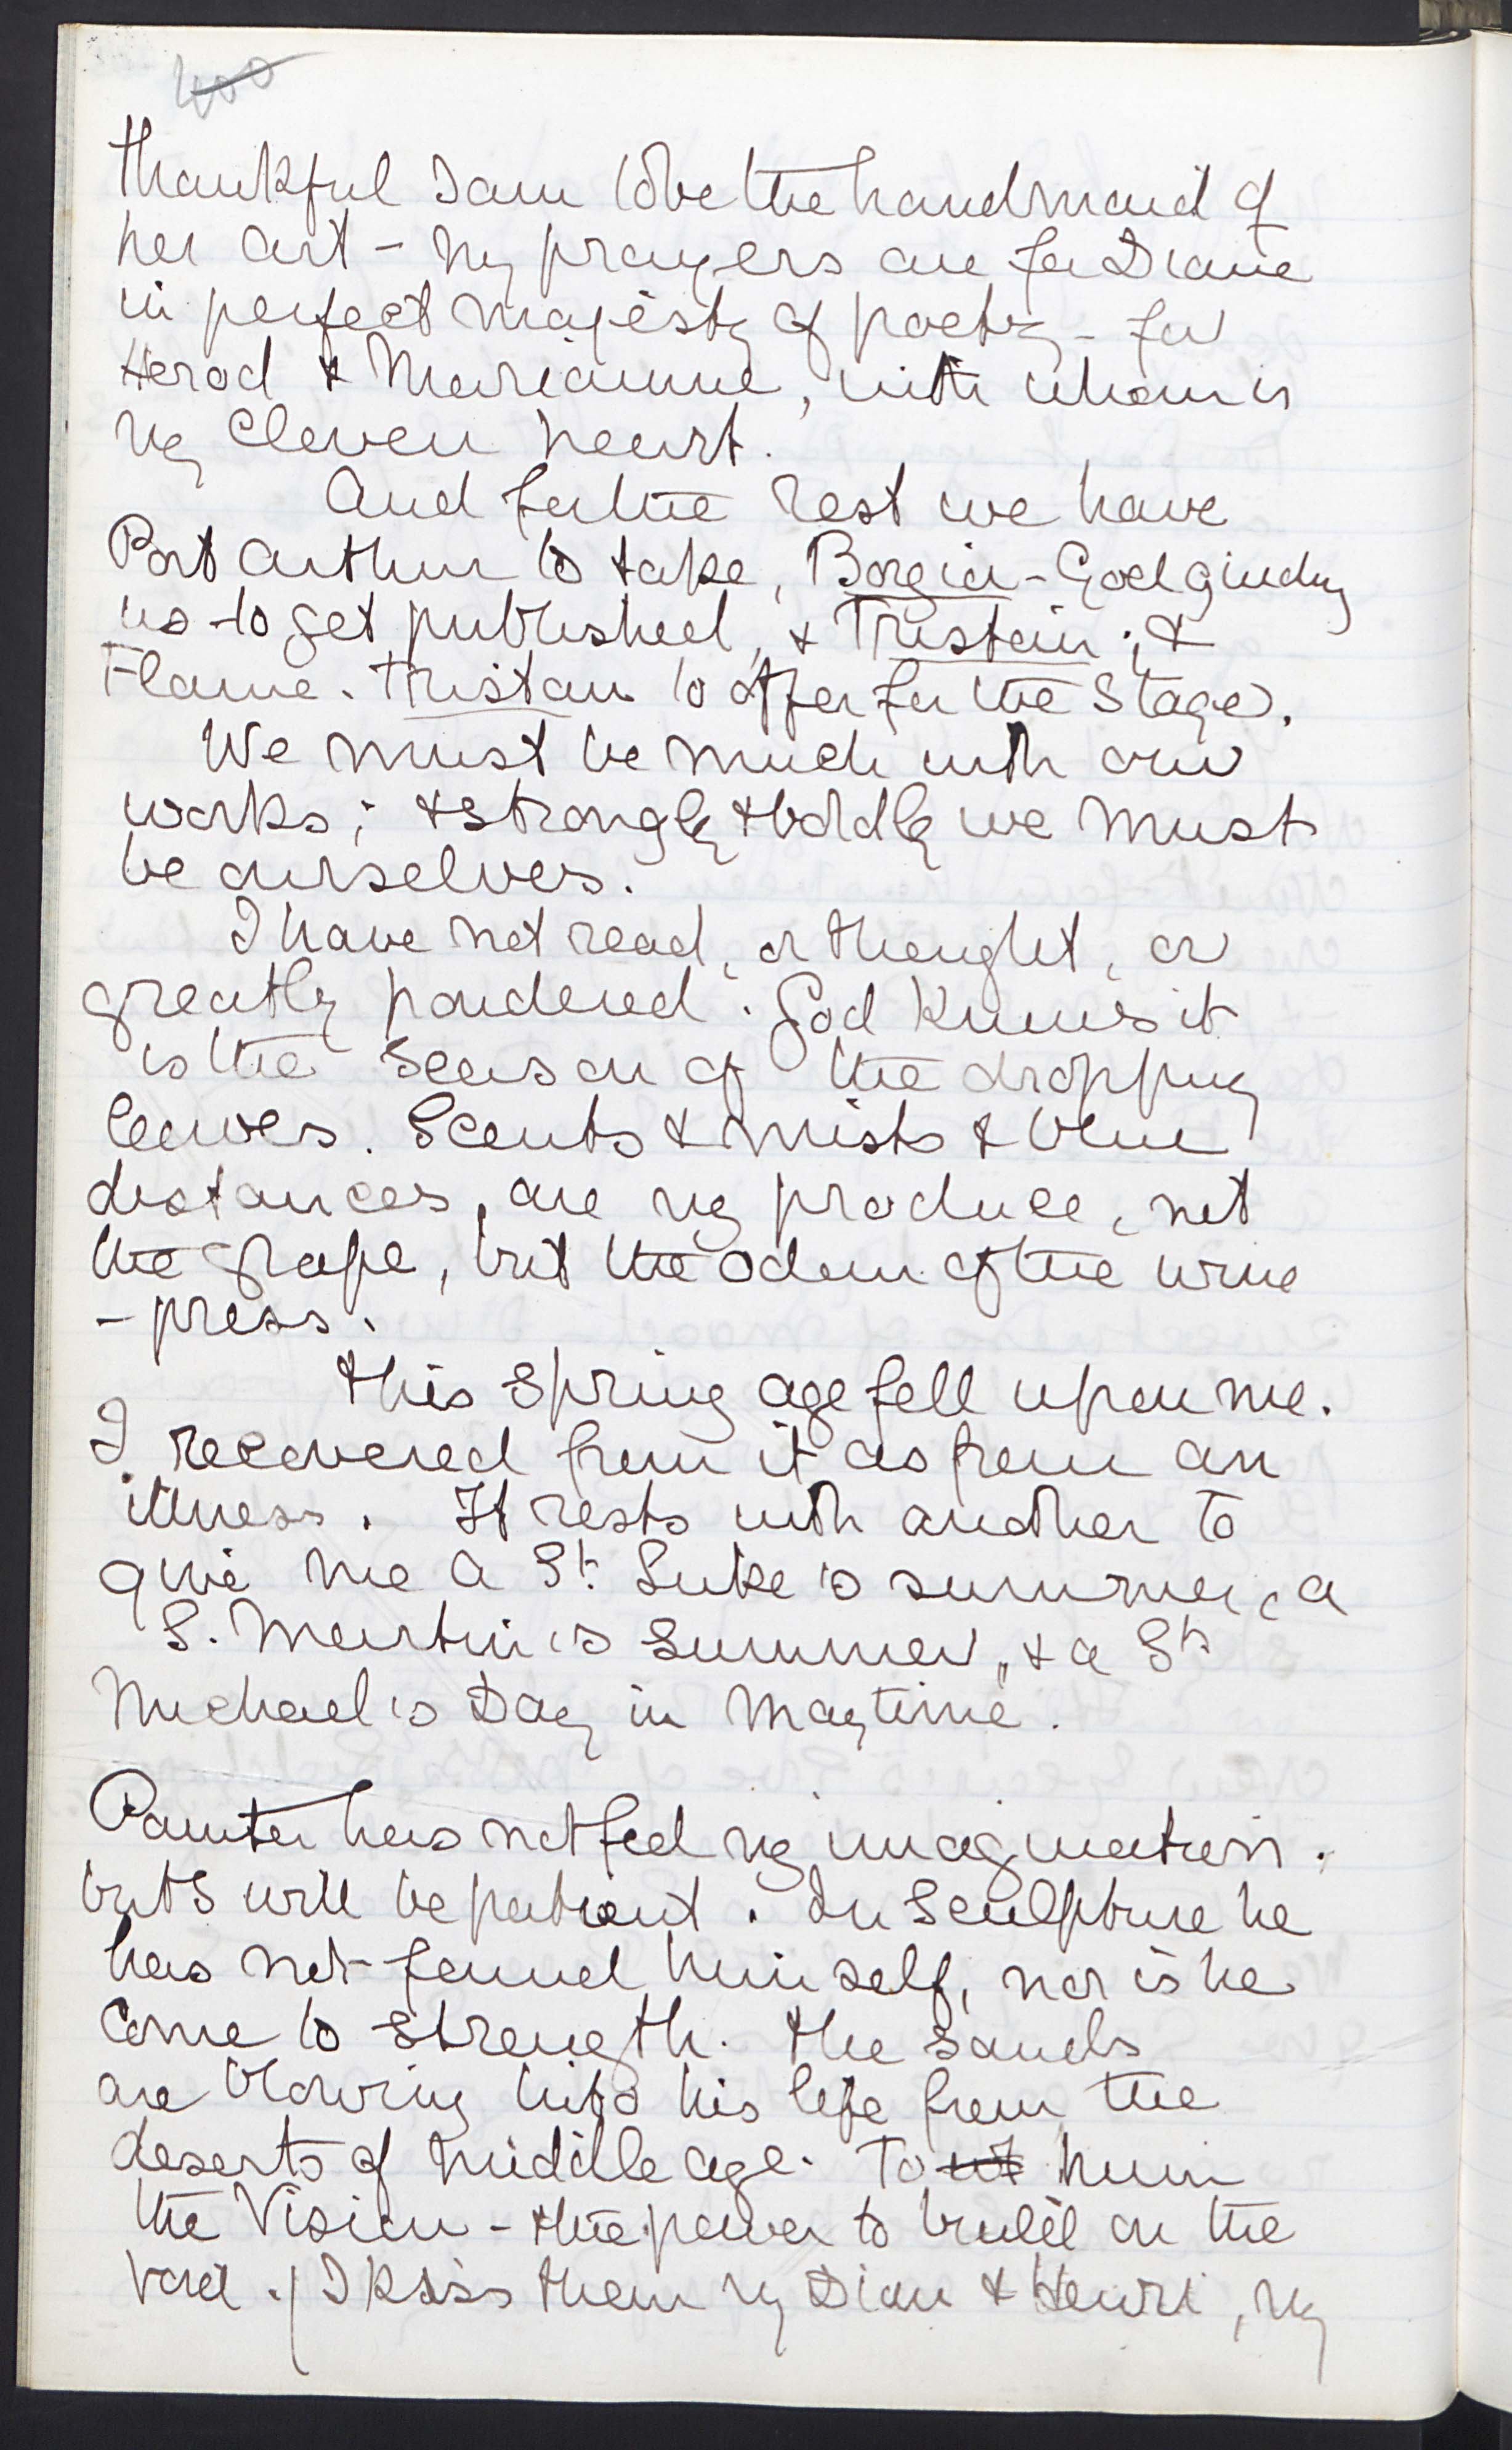 400
thankful I am to be the handmaid of
her art - my prayers are for Diane
in perfect majesty of poetry - for
Herod & Mariamne, with whom is
my cloven heart.
And for the rest we have
Port Arthur to take, Borgia - God guiding
us - to get published, & Tristan ; &
Flame. Tristan to offer for the Stage.
We must be much with our
works ; & strongly & boldly we must
be ourselves.
I have not read, or thought, or
greatly pondered. God knows it
is the season of the dropping
leaves. Scents & mists & blue
distances, are my produce, not
the grape, but the odour of the wine
- press.
This Spring age fell upon me.
I recovered from it as from an
illness. It rests with another to
give me a St. Luke's summer, a
S. Martin's Summer, & a St
Michael's Day in Maytime.
Painter has not fed my imagination.
but I will be patient. In Sculpture he
has not found himself, nor is he
come to strength. The sands
are blowing into his life from the
deserts of middle age. To him
the Vision - the power to build on the
void. / I kiss them my Dian & Henri, my